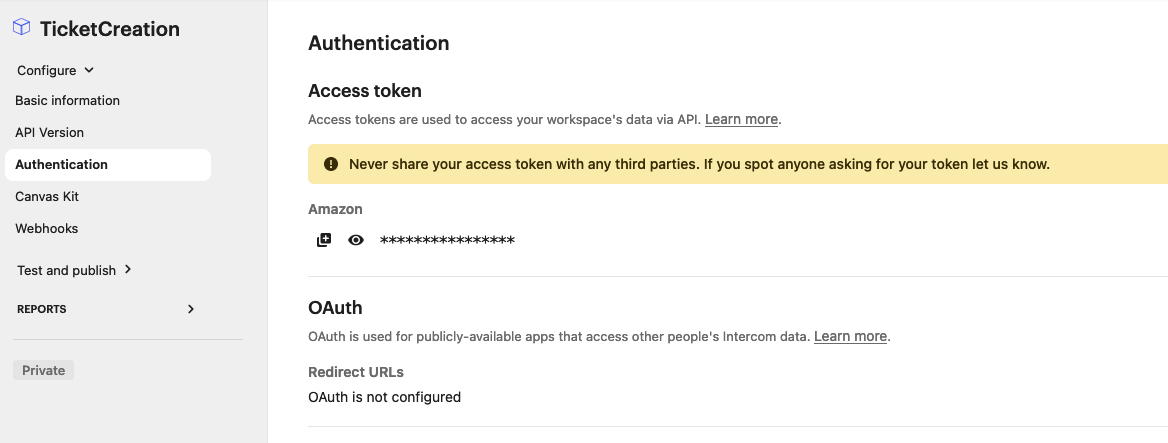 TicketCreation
Configure
Basic information
API Version
Authentication
Canvas Kit
Webhooks
Test and publish
REPORTS
Private
Authentication
Access token
Access tokens are used to access your workspace's data via API. Learn more.
Never share your access token with any third parties. If you spot anyone asking for your token let us know.
Amazon
****************
OAuth
OAuth is used for publicly-available apps that access other people's Intercom data. Learn more.
Redirect URLs
OAuth is not configured